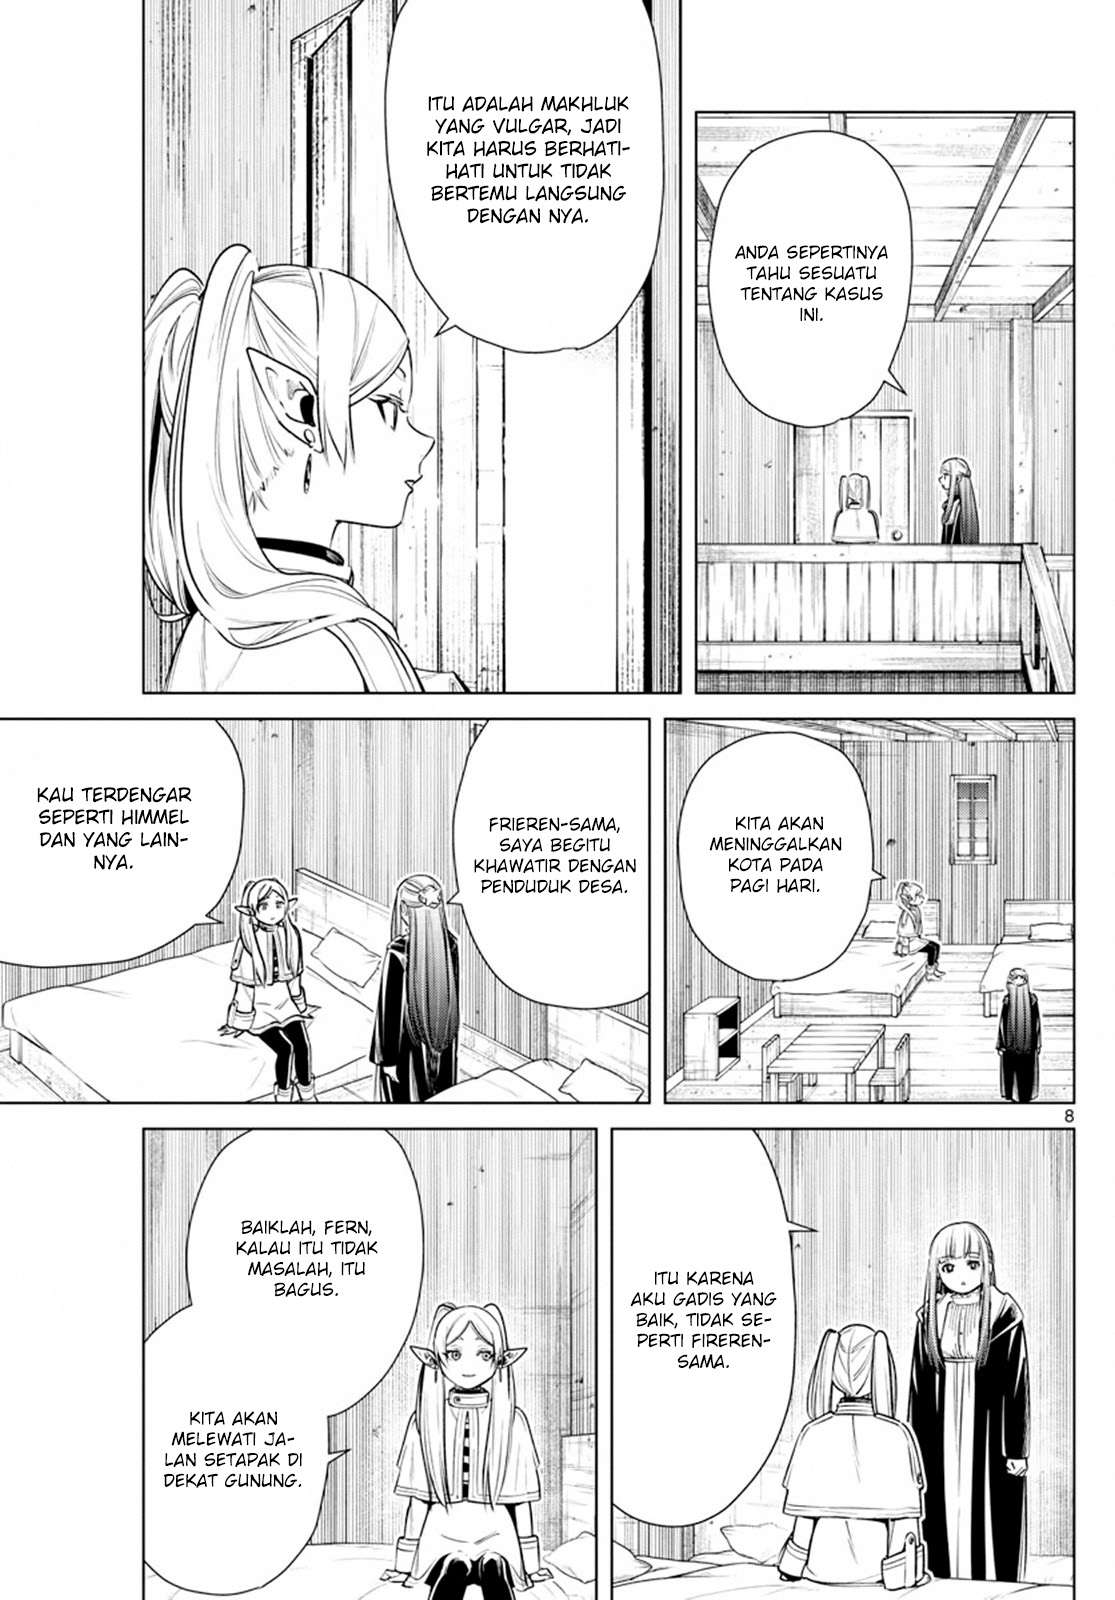 ANDA SEPERTINYA
TAHU SESUATU
TENTANG KASUS
INI.
ITU ADALAH MAKHLUK
YANG VULGAR, JADI
KITA HARUS BERHATI-
HATI UNTUK TIDAK
BERTEMU LANGSUNG
DENGAN NYA.
KITA AKAN
MENINGGALKAN
KOTA PADA
PAGI HARI.
FRIEREN-SAMA,
SAYA BEGITU
KHAWATIR DENGAN
PENDUDUK DESA.
KAU TERDENGAR
SEPERTI HIMMEL
DAN YANG LAIN-
NYA.
8
ITU KARENA
AKU GADIS YANG
BAIK, TIDAK SE-
PERTI FIREREN-
SAMA.
BAIKLAH, FERN,
KALAU ITU TIDAK
MASALAH, ITU
BAGUS.
KITA AKAN
MELEWATI JA-
LAN SETAPAK DI
DEKAT GUNUNG.